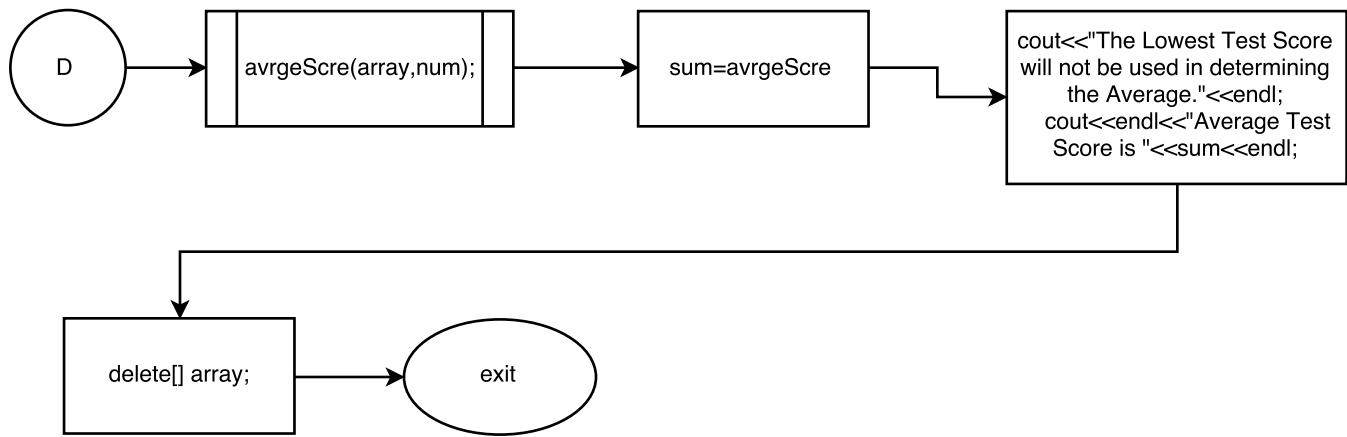 D
avrgeScre(array,num);
sum=avrgeScre
cout<<"The Lowest Test Score
will not be used in determining
the Average."<<endl;
cout<<endl<<"Average Test
Score is "<<sum<<endl;
delete[] array;
exit